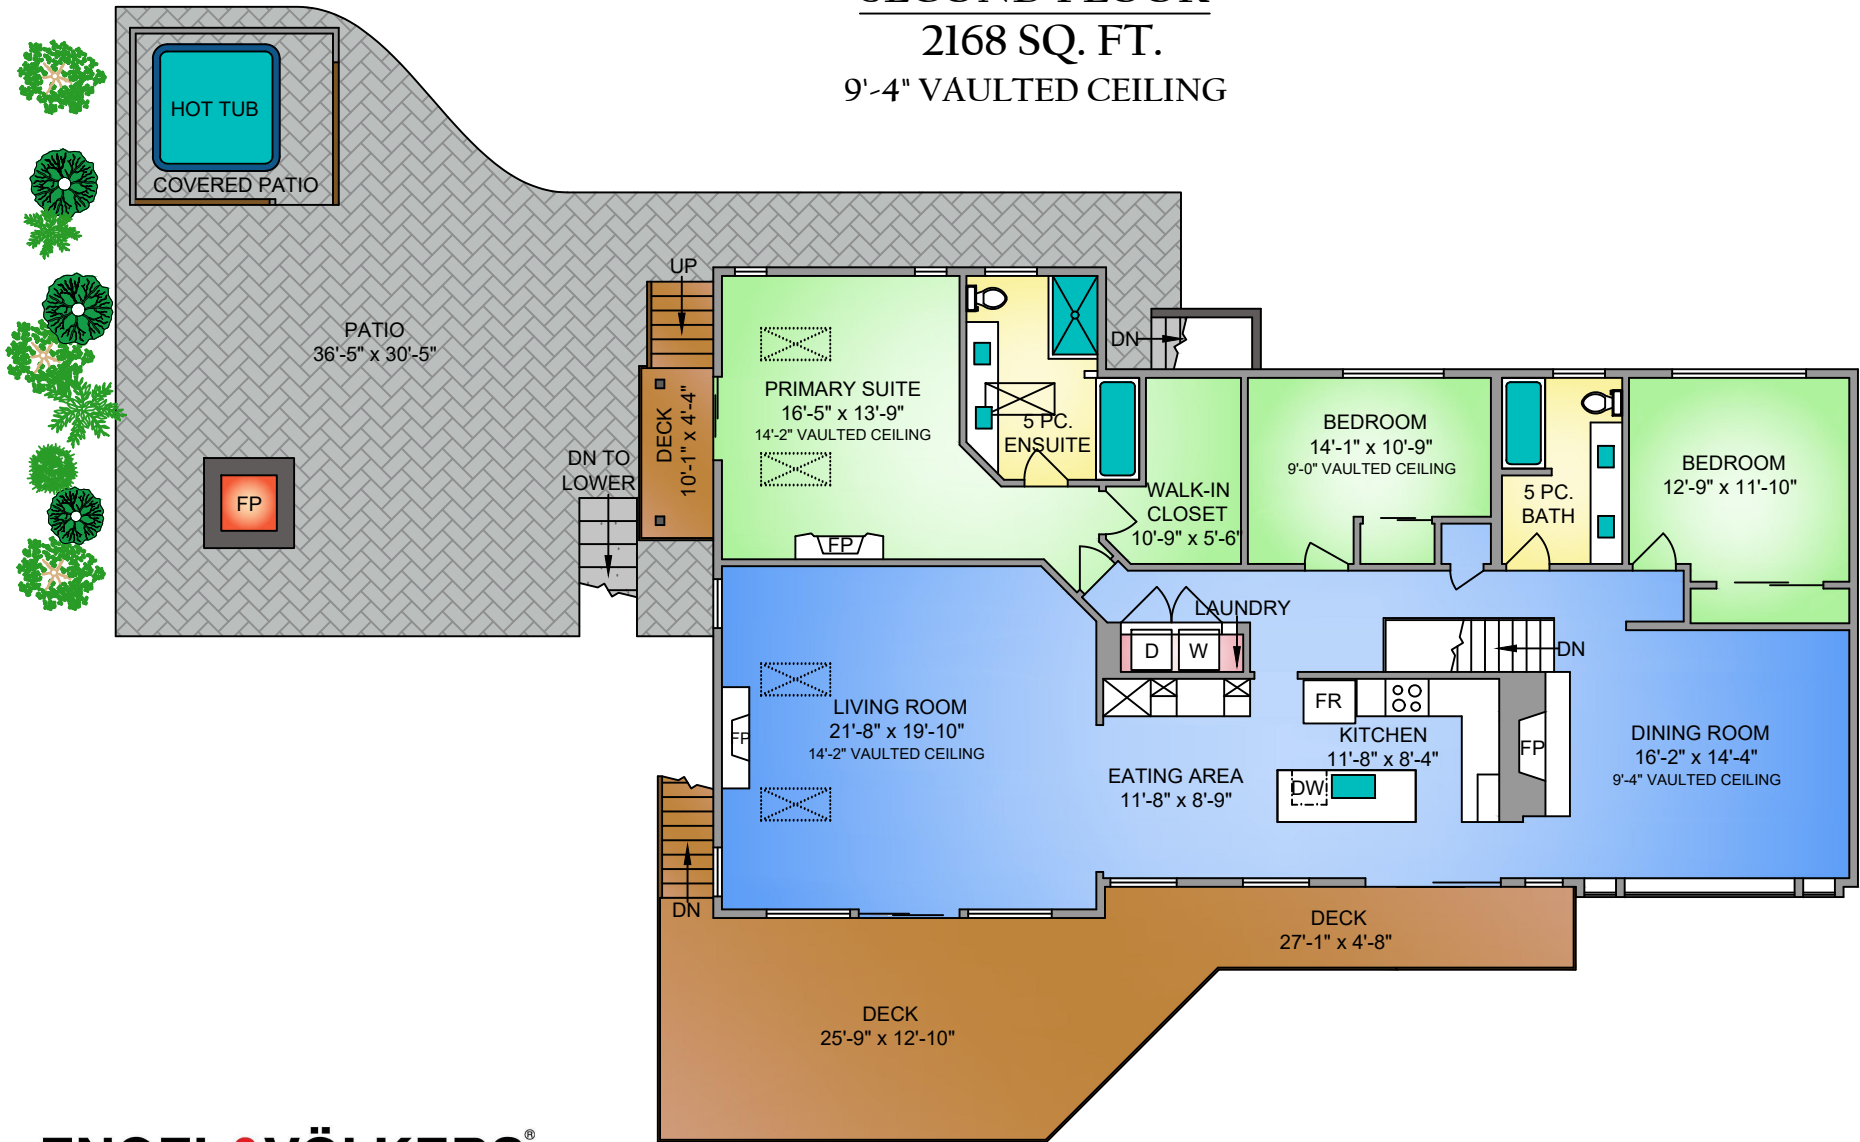 SECOND FLOOR
2168 SQ. FT.
9'-4" VAULTED CEILING
HOT TUB
COVERED PATIO
UP
PATIO
36'-5" x 30'-5"
DN
PRIMARY SUITE
16'-5" x 13'-9"
14'-2" VAULTED CEILING
DECK
10'-1" x 4'-4"
5 PC.
ENSUITE
BEDROOM
14'-1" x 10'-9"
9'-0" VAULTED CEILING
DN TO
LOWER
FP
WALK-IN
CLOSET
10'-9" x 5'-6"
5 PC.
BATH
BEDROOM
12'-9" x 11'-10"
FP
LAUNDRY
D
W
DN
LIVING ROOM
21'-8" x 19'-10"
14'-2" VAULTED CEILING
FP
FR
KITCHEN
11'-8" x 8'-4"
EATING AREA
11'-8" x 8'-9"
DW
FP
DINING ROOM
16'-2" x 14'-4"
9'-4" VAULTED CEILING
DN
DECK
27'-1" x 4'-8"
DECK
25'-9" x 12'-10"
ENGEL&VÖLKERS®